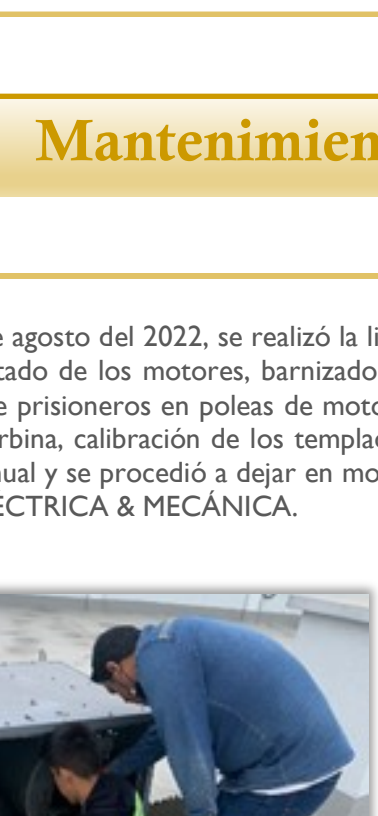 Mantenimien
e agosto del 2022, se realizó la li
tado de los motores, barnizado
e prisioneros en poleas de moto
rbina, calibración de los templad
nual y se procedió a dejar en mo
ECTRICA & MECÁNICA.